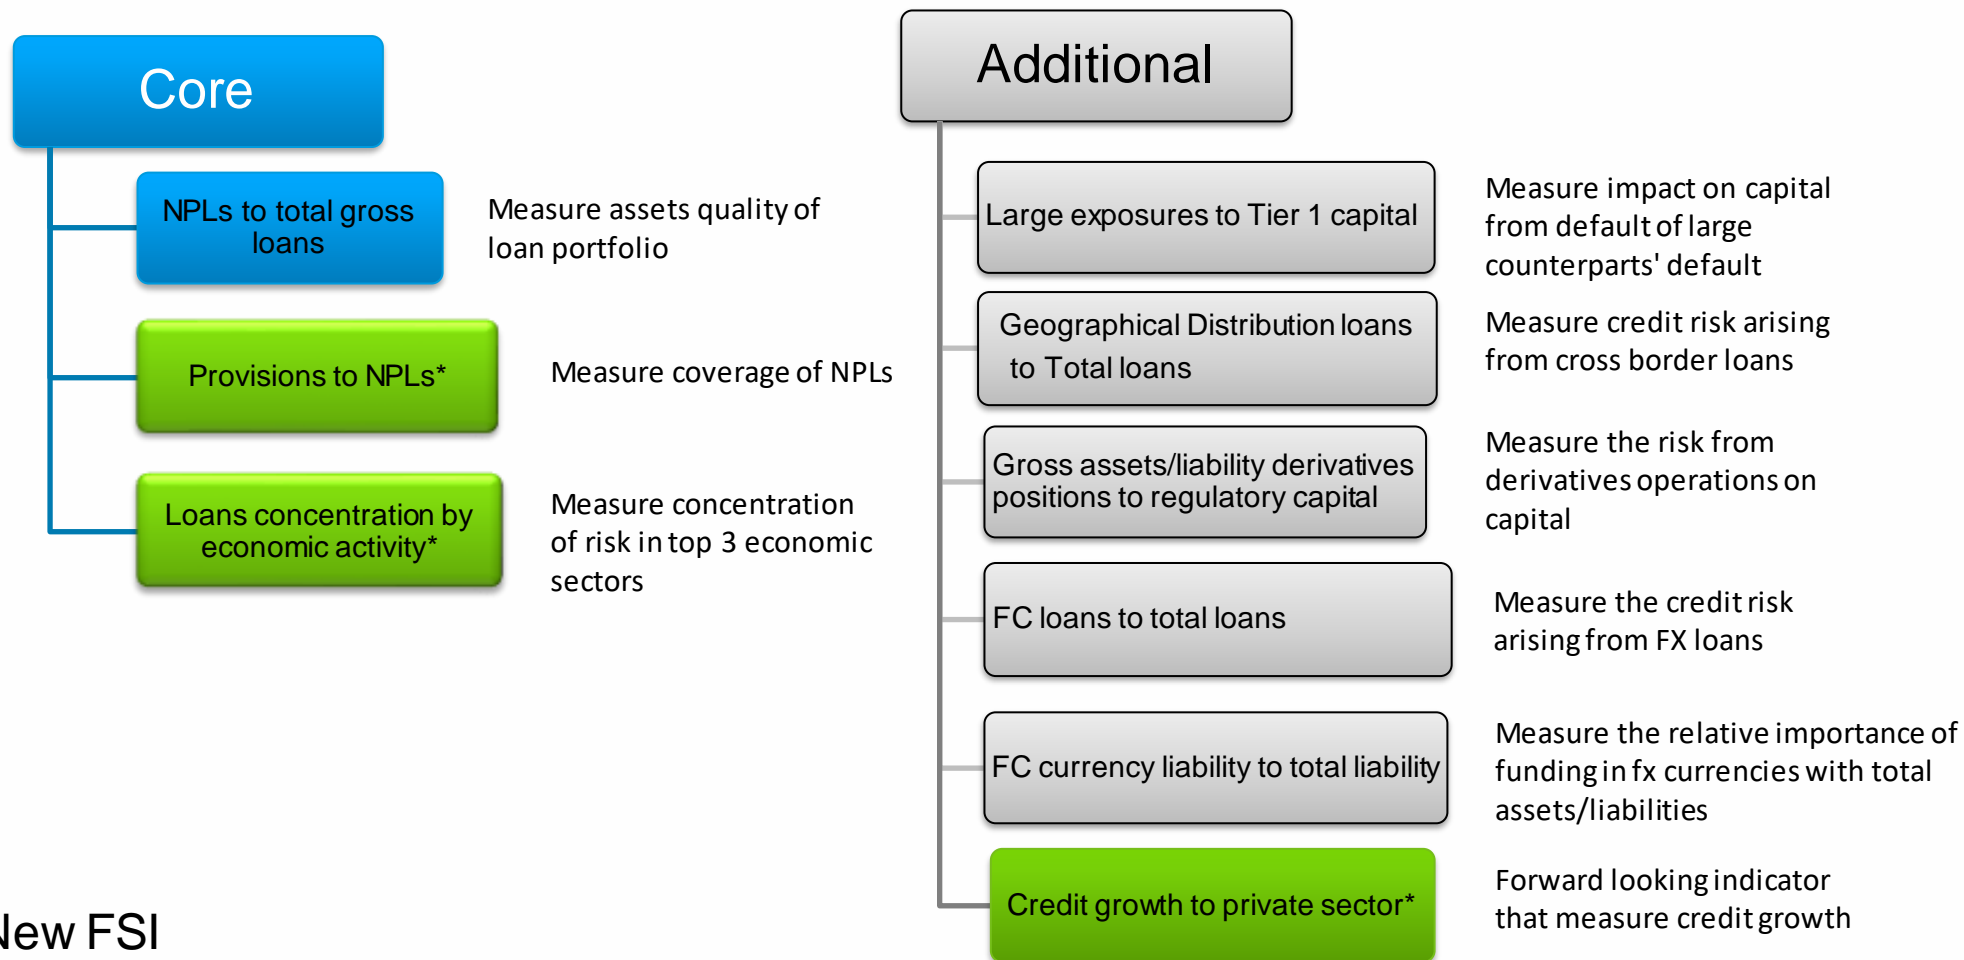 Core
NPLs to total gross
loans
Measure assets quality of
loan portfolio
Provisions to NPLs*
Measure coverage of NPLs
Loans concentration by
economic activity*
Measure concentration
of risk in top 3 economic
sectors
Additional
Large exposures to Tier 1 capital
Measure impact on capital
from default of large
counterparts' default
Geographical Distribution loans
to Total loans
Measure credit risk arising
from cross border loans
Gross assets/liability derivatives
positions to regulatory capital
Measure the risk from
derivatives operations on
capital
FC loans to total loans
Measure the credit risk
arising from FX loans
FC currency liability to total liability
Measure the relative importance of
funding in fx currencies with total
assets/liabilities
Credit growth to private sector*
Forward looking indicator
that measure credit growth
New FSI